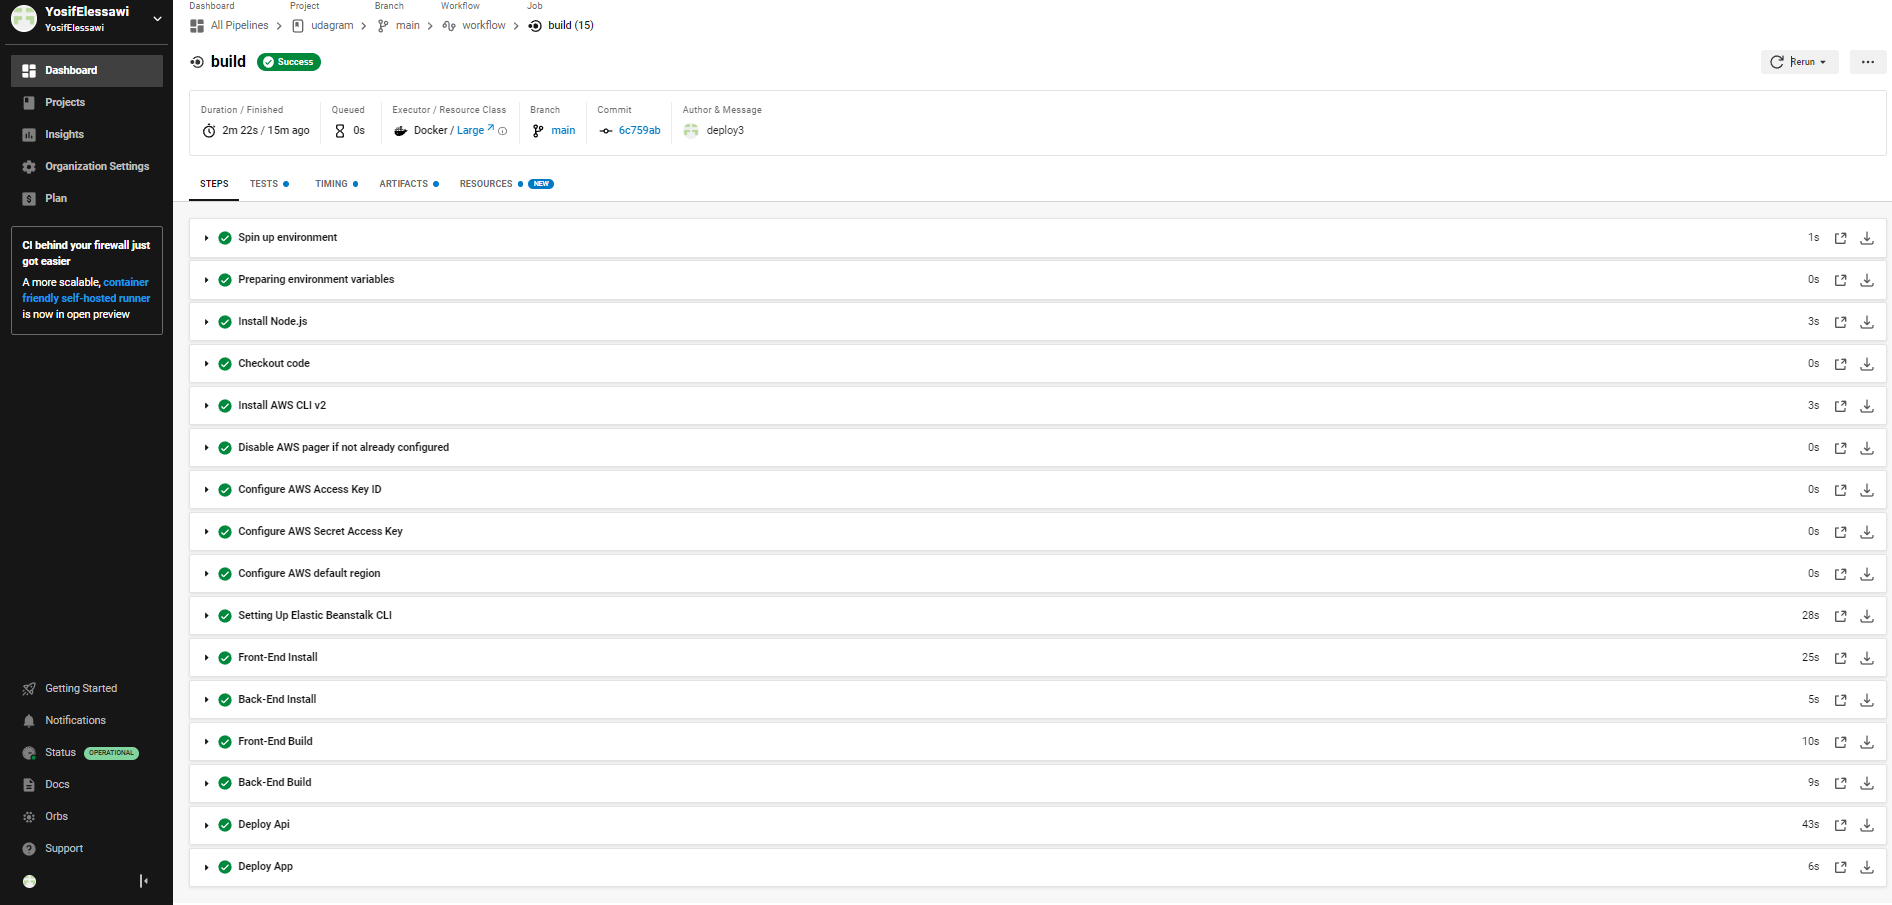 YosifElessawi
YosifElessawi
Dashboard
Projects
Insights
Organization Settings
Plan
CI behind your firewall just
got easier
A more scalable, container
friendly self-hosted runner
is now in open preview
Getting Started
Notifications
Status OPERATIONAL
Docs
Orbs
Support
Dashboard Project Branch Workflow Job
All Pipelines udagram main workflow build (15)
build Success
Rerun
Duration / Finished Queued Executor / Resource Class Branch Commit Author & Message
2m 22s / 15m ago 0s Docker / Large main 6c759ab deploy3
STEPS TESTS TIMING ARTIFACTS RESOURCES NEW
Spin up environment 1s
Preparing environment variables 0s
Install Node.js 3s
Checkout code 0s
Install AWS CLI v2 3s
Disable AWS pager if not already configured 0s
Configure AWS Access Key ID 0s
Configure AWS Secret Access Key 0s
Configure AWS default region 0s
Setting Up Elastic Beanstalk CLI 28s
Front-End Install 25s
Back-End Install 5s
Front-End Build 10s
Back-End Build 9s
Deploy Api 43s
Deploy App 6s